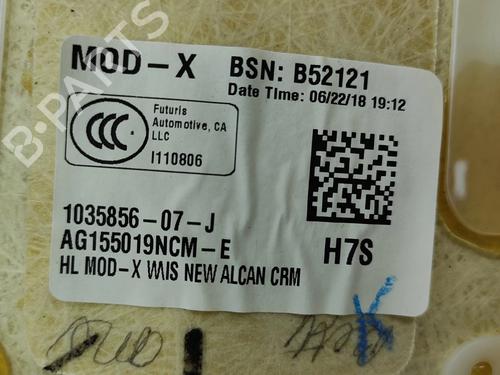 MOD-X BSN: B52121
Date Time: 06/22/18 19:12
CCC
Futuris
Automotive, CA
LLC
I110806
1035856-07-J
AG155019NCM-E
H7S
HL MOD-X WIS NEW ALCAN CRM
B-PARTS